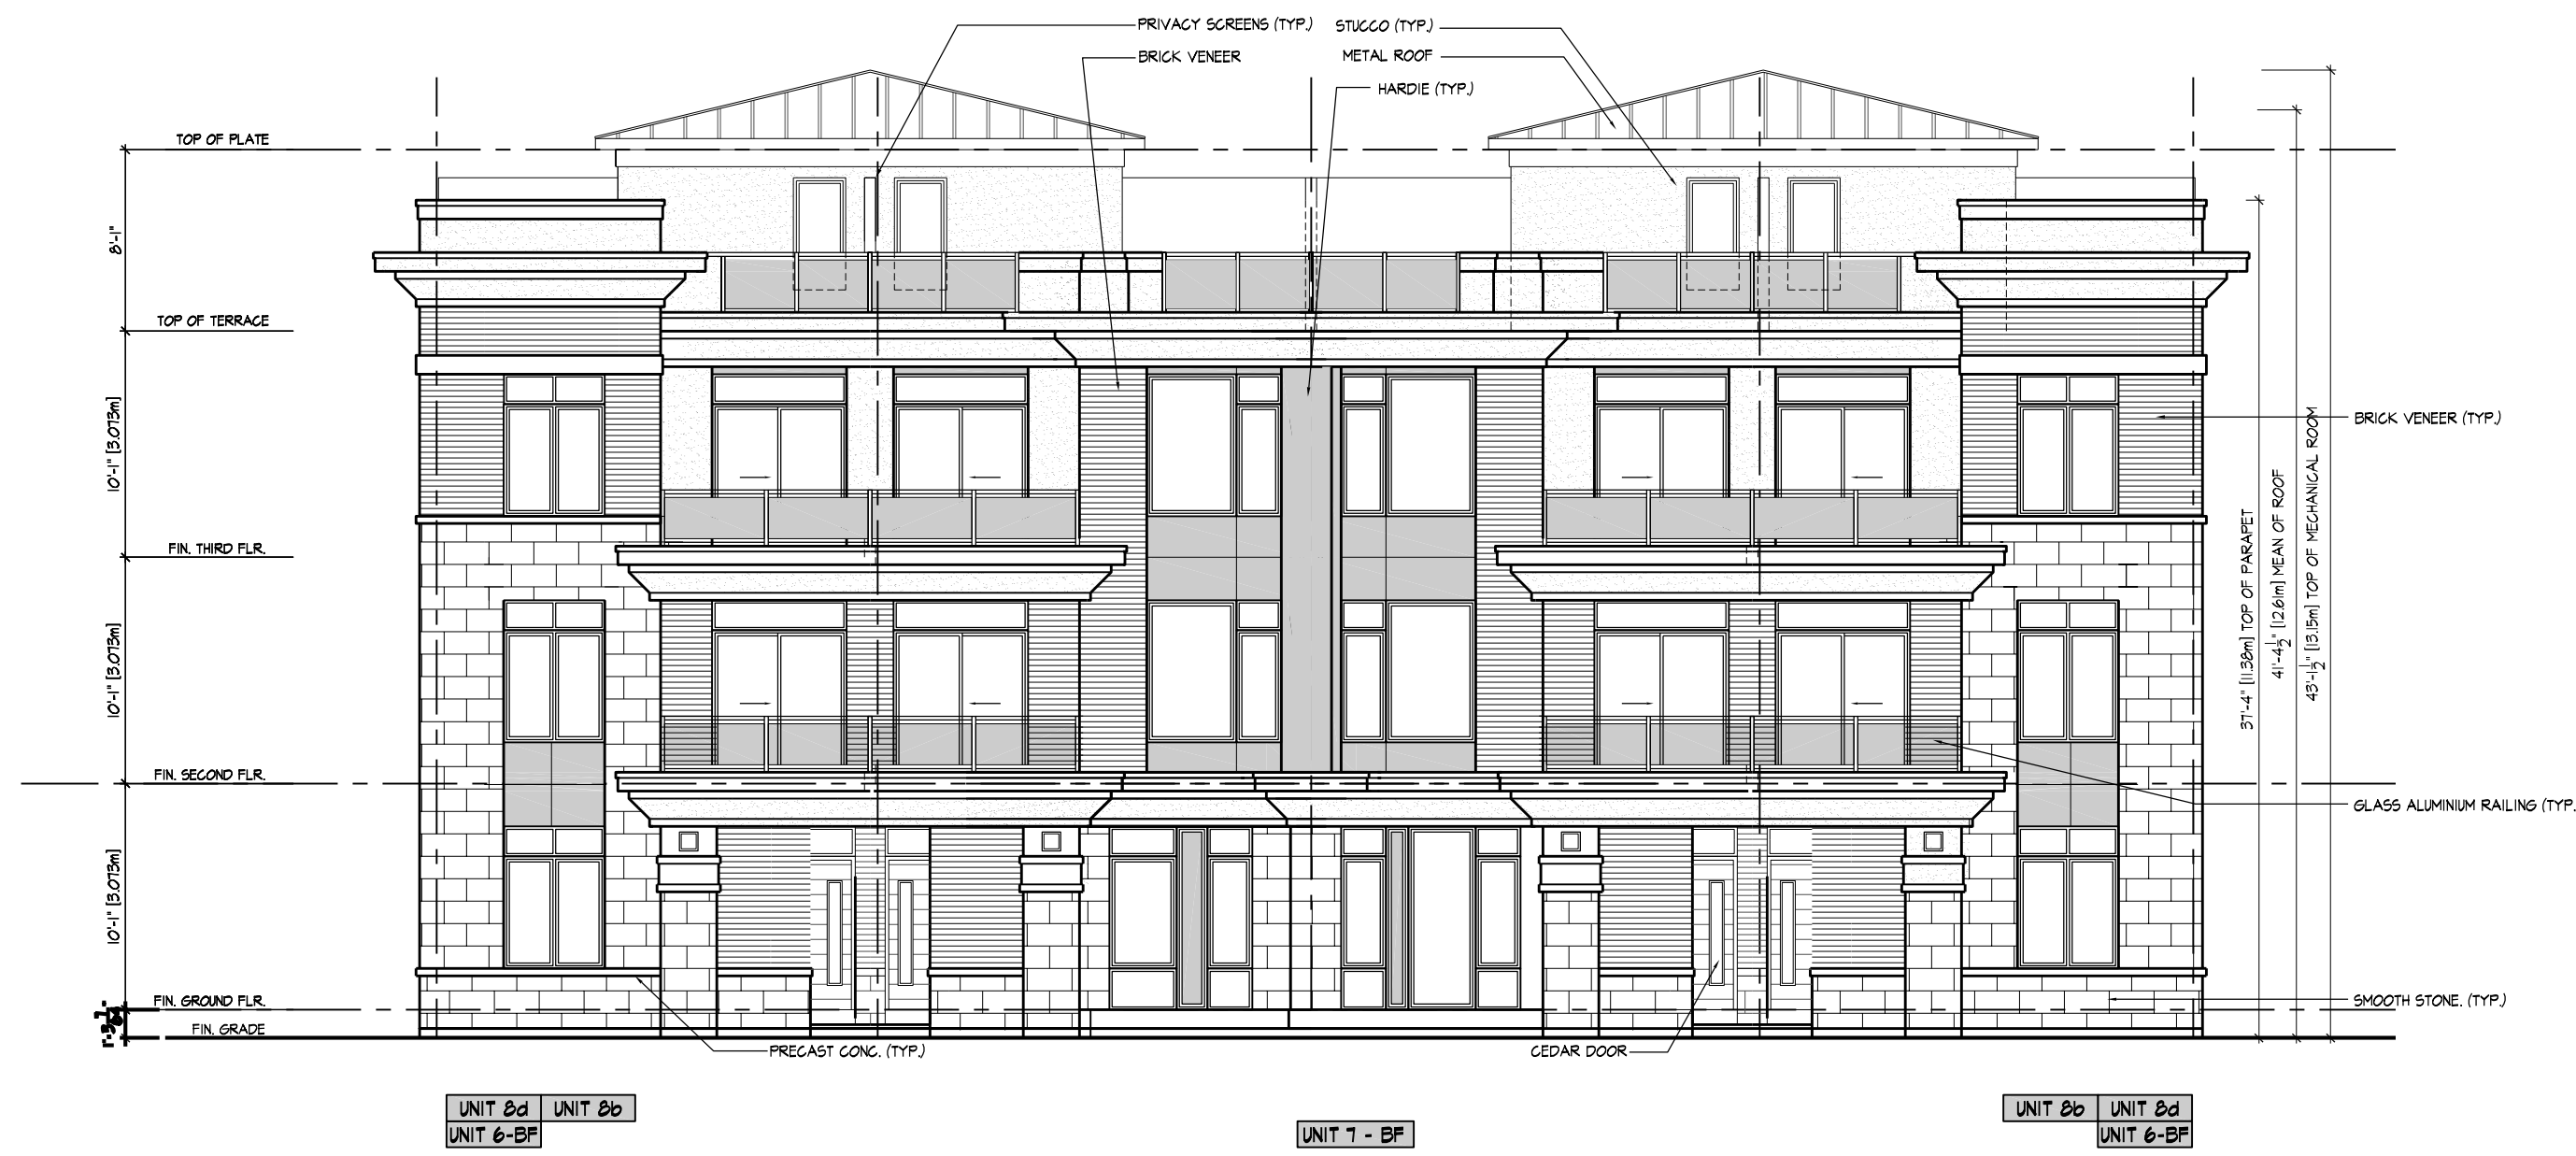 PRIVACY SCREENS (TYP.)
STUCCO (TYP.)
BRICK VENEER
METAL ROOF
HARDIE (TYP.)
TOP OF PLATE
8'-1"
TOP OF TERRACE
10'-1" [3.073m]
BRICK VENEER (TYP.)
FIN. THIRD FLR.
37'-4" [11.38m] TOP OF PARAPET
41'-4 1/2" [12.61m] MEAN OF ROOF
43'-1 1/2" [13.15m] TOP OF MECHANICAL ROOM
10'-1" [3.073m]
FIN. SECOND FLR.
GLASS ALUMINIUM RAILING (TYP.
10'-1" [3.073m]
FIN. GROUND FLR.
SMOOTH STONE. (TYP.)
FIN. GRADE
PRECAST CONC. (TYP.)
CEDAR DOOR
UNIT 8d UNIT 8b
UNIT 6-BF
UNIT 7 - BF
UNIT 8b UNIT 8d
UNIT 6-BF